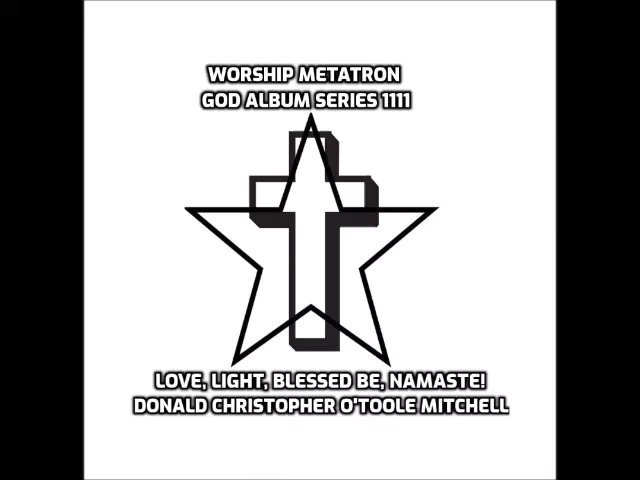 WORSHIP METATRON
GOD ALBUM SERIES 1111
LOVE, LIGHT, BLESSED BE, NAMASTE!
DONALD CHRISTOPHER O'TOOLE MITCHELL